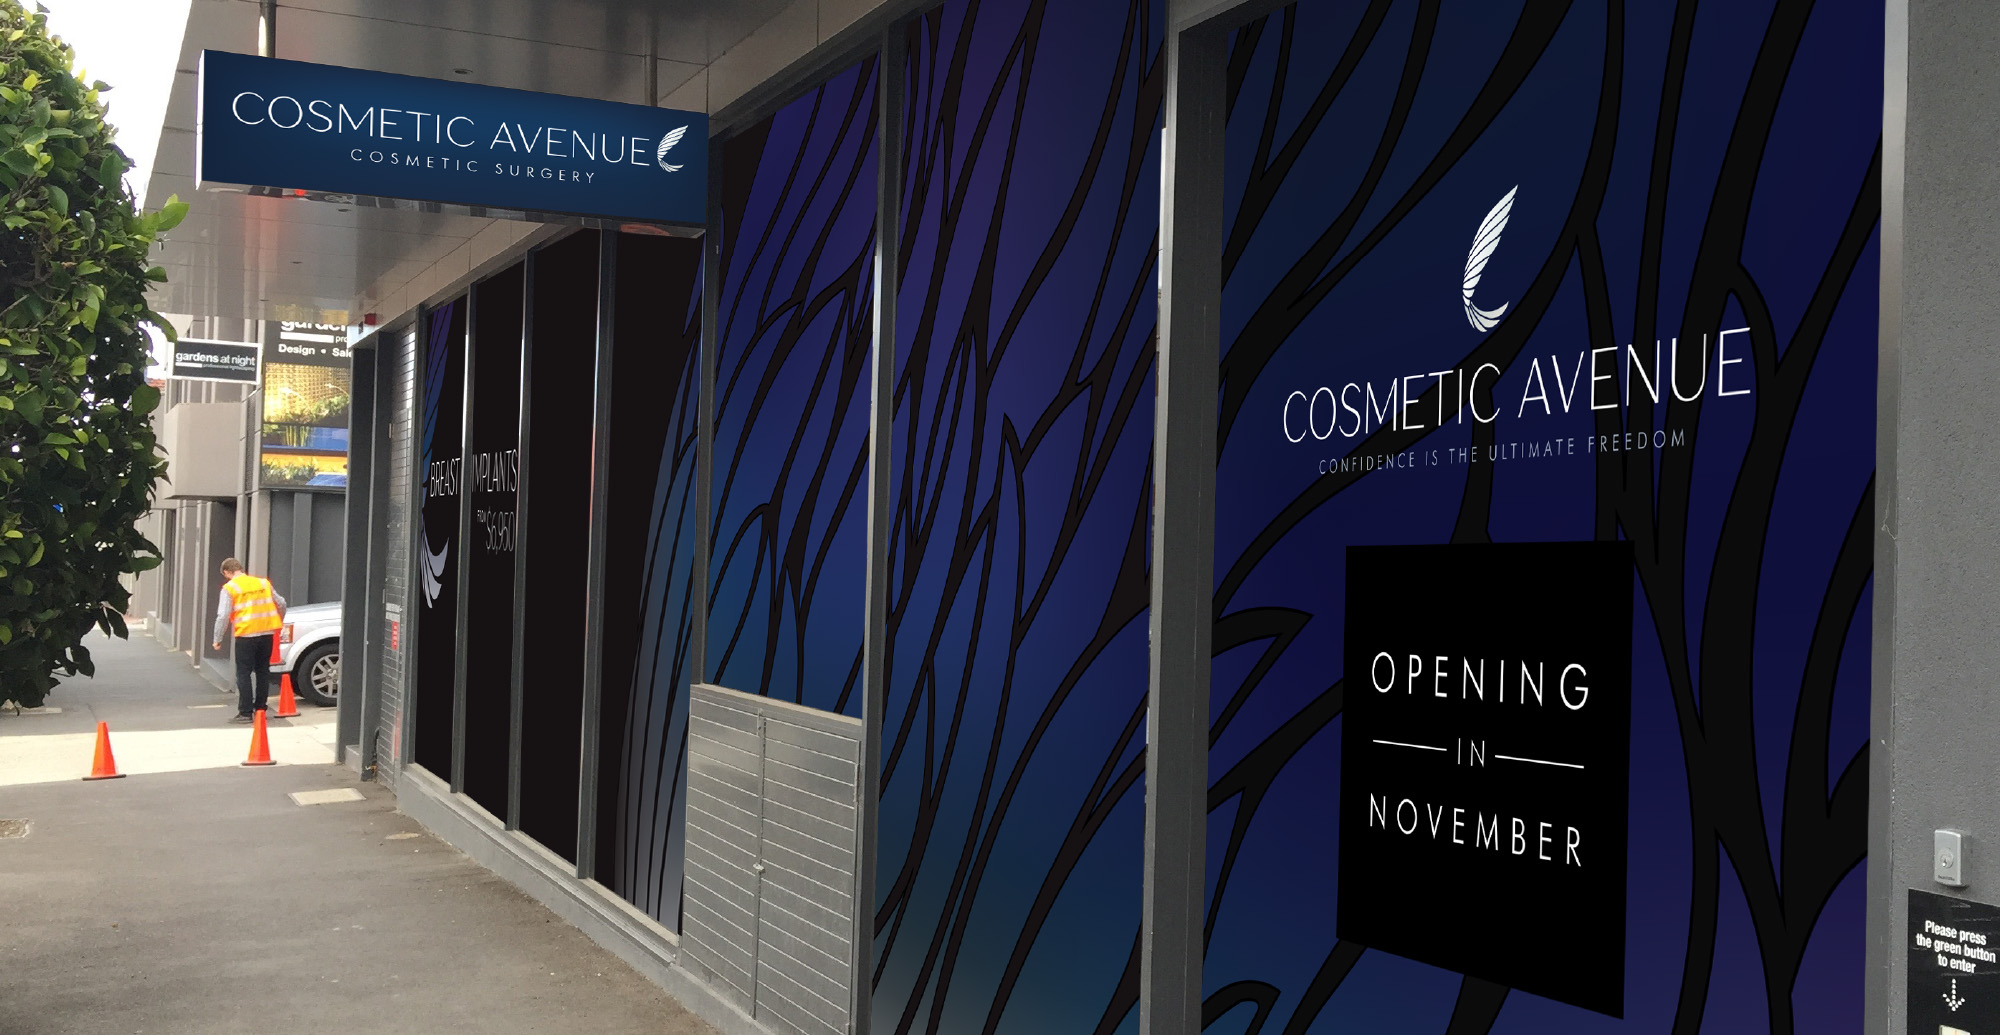 COSMETIC AVENUE
COSMETIC SURGERY
gardens at night
Design • Sale
BREAST IMPLANTS
FROM $6,950
COSMETIC AVENUE
CONFIDENCE IS THE ULTIMATE FREEDOM
OPENING
IN
NOVEMBER
Please press
the green button
to enter